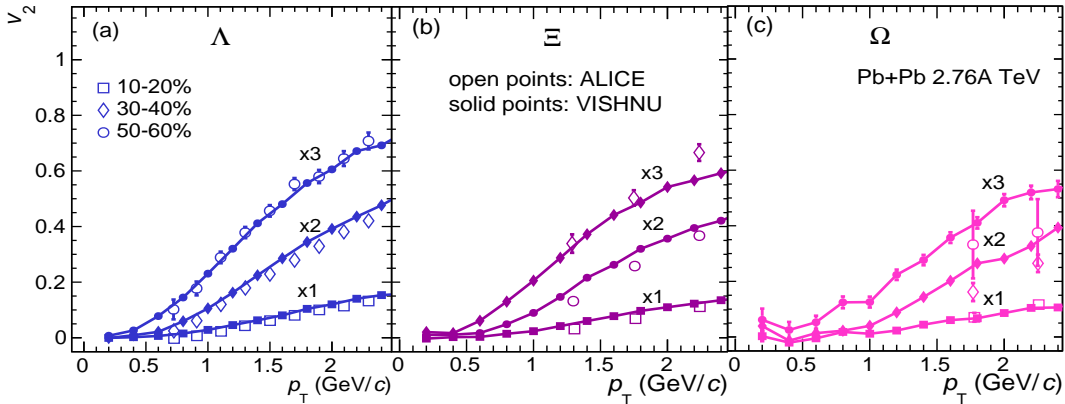 v2
(a) Λ
10-20%
30-40%
50-60%
x3
x2
x1
1
0.8
0.6
0.4
0.2
0
0 0.5 1 1.5 2
pT (GeV/c)
(b) Ξ
open points: ALICE
solid points: VISHNU
x3
x2
x1
0 0.5 1 1.5 2
pT (GeV/c)
(c) Ω
Pb+Pb 2.76A TeV
x3
x2
x1
0 0.5 1 1.5 2
pT (GeV/c)